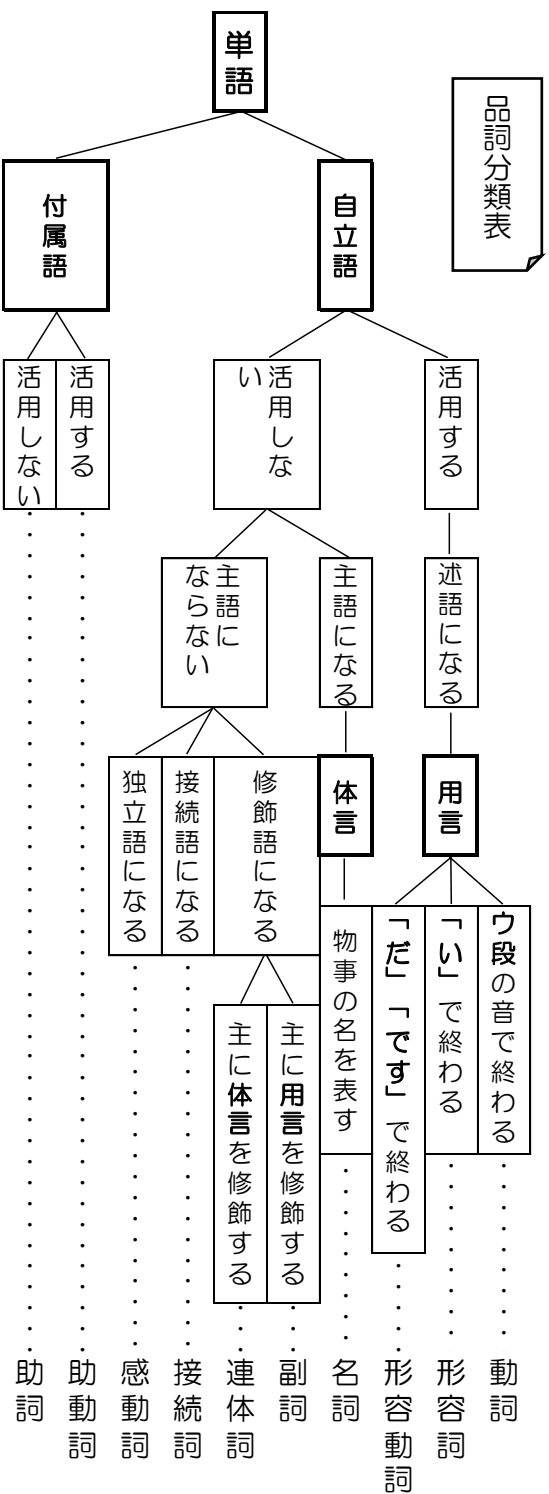 品詞分類表
単語
自立語
付属語
活用する
活用しな
い
活用する
活用しない
述語になる
主語になる
主語に
ならない
用言
体言
修飾語になる
接続語になる
独立語になる
ウ段の音で終わる
「い」で終わる
「だ」「です」で終わる
物事の名を表す
主に用言を修飾する
主に体言を修飾する
動詞
形容詞
形容動詞
名詞
副詞
連体詞
接続詞
感動詞
助動詞
助詞